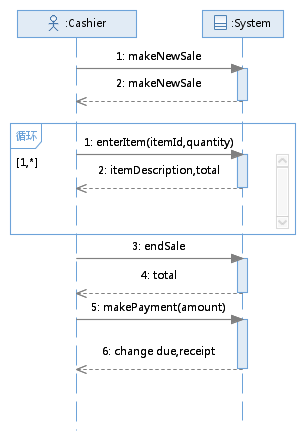 :Cashier
:System
1: makeNewSale
2: makeNewSale
循环
1: enterItem(itemId,quantity)
[1,*]
2: itemDescription,total
3: endSale
4: total
5: makePayment(amount)
6: change due,receipt